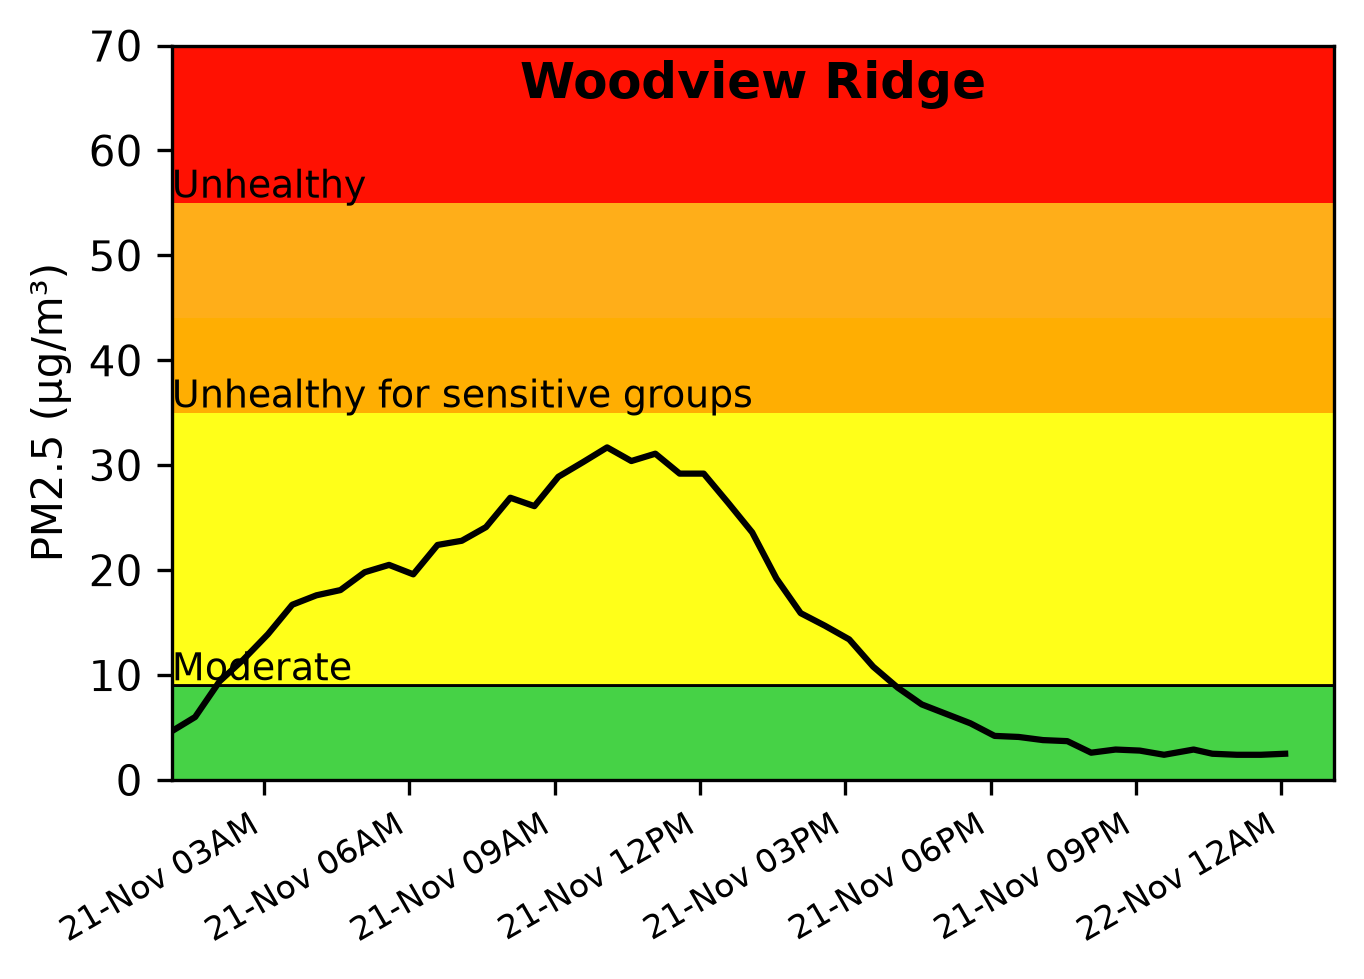 Woodview Ridge
PM2.5 (µg/m³)
70
60
50
40
30
20
10
0
Unhealthy
Unhealthy for sensitive groups
Moderate
21-Nov 03AM
21-Nov 06AM
21-Nov 09AM
21-Nov 12PM
21-Nov 03PM
21-Nov 06PM
21-Nov 09PM
22-Nov 12AM